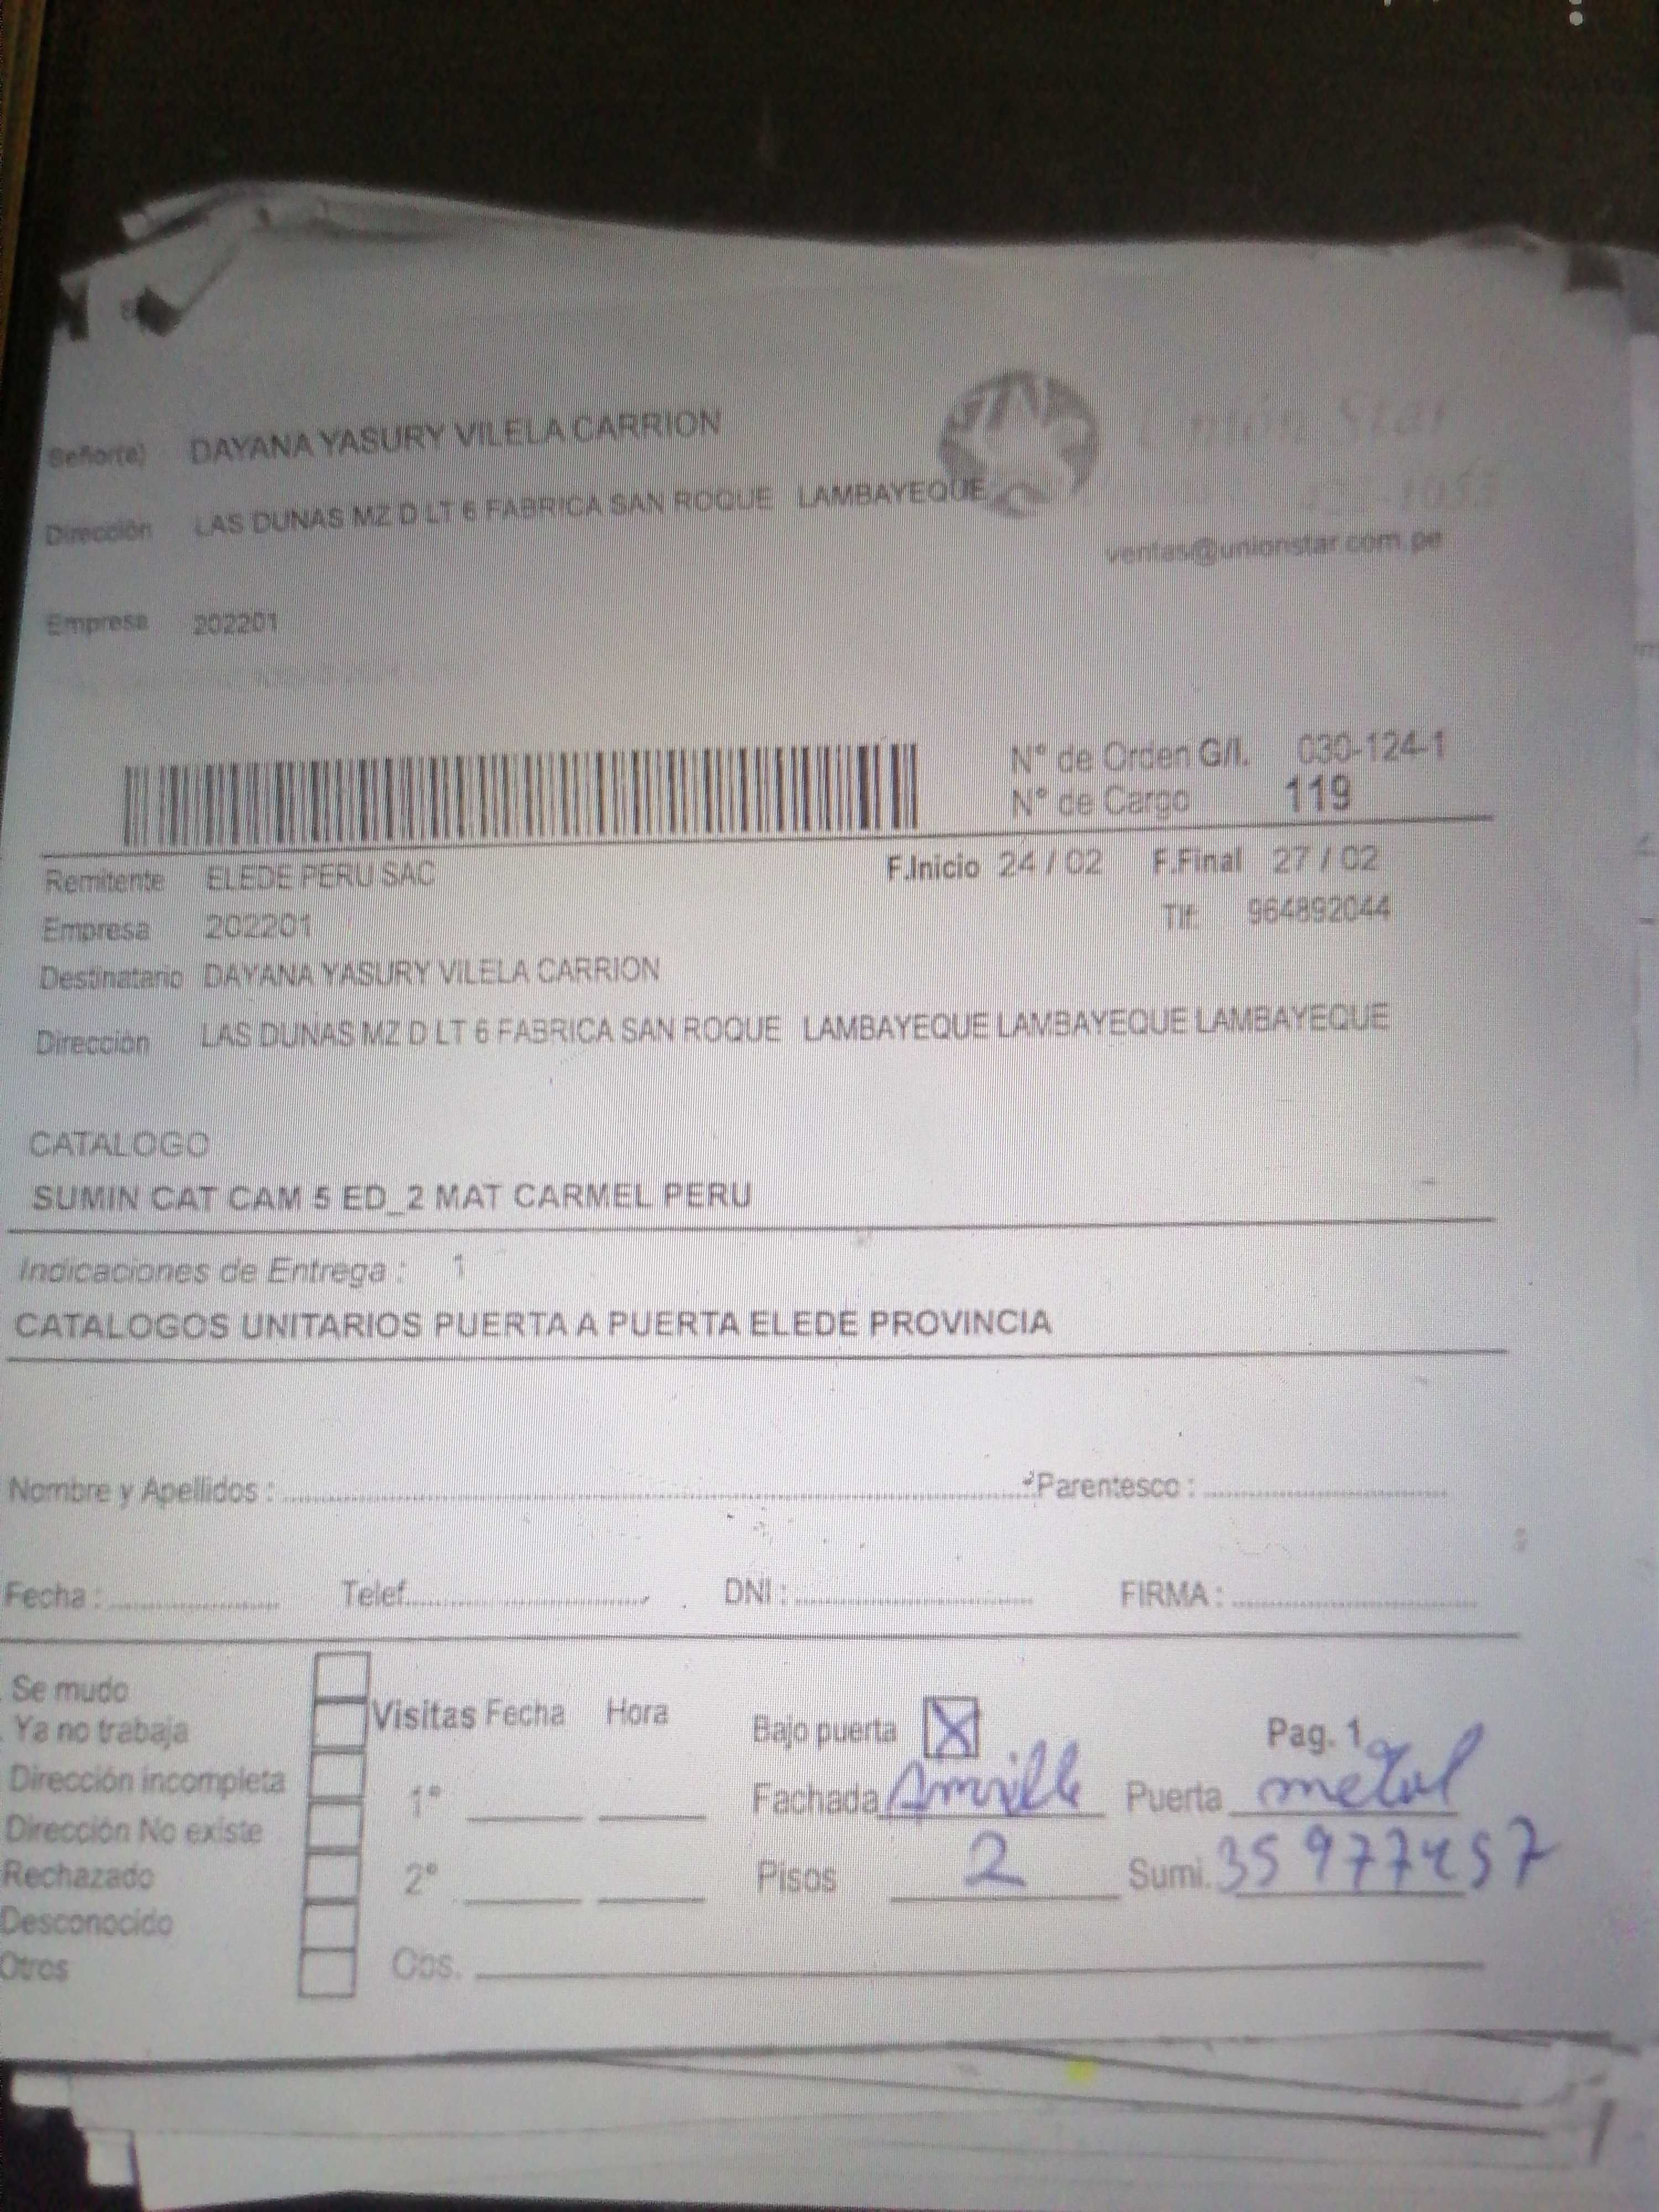 Señor(a) DAYANA YASURY VILELA CARRION
Unión Star
Dirección LAS DUNAS MZ D LT 6 FABRICA SAN ROQUE LAMBAYEQUE
ventas@unionstar.com.pe
Empresa 202201
N° de Orden G/I. 030-124-1
N° de Cargo 119
Remitente ELEDE PERU SAC F.Inicio 24 / 02 F.Final 27 / 02
Empresa 202201 Tlf: 964892044
Destinatario DAYANA YASURY VILELA CARRION
Dirección LAS DUNAS MZ D LT 6 FABRICA SAN ROQUE LAMBAYEQUE LAMBAYEQUE LAMBAYEQUE
CATALOGO
SUMIN CAT CAM 5 ED_2 MAT CARMEL PERU
Indicaciones de Entrega : 1
CATALOGOS UNITARIOS PUERTA A PUERTA ELEDE PROVINCIA
Nombre y Apellidos : Parentesco :
Fecha : Telef. DNI : FIRMA :
Se mudo
Ya no trabaja
Dirección incompleta
Dirección No existe
Rechazado
Desconocido
Otros
Visitas Fecha Hora
1°
2°
Obs.
Bajo puerta X Pag. 1
Fachada Puerta metal
Pisos 2 Sumi.